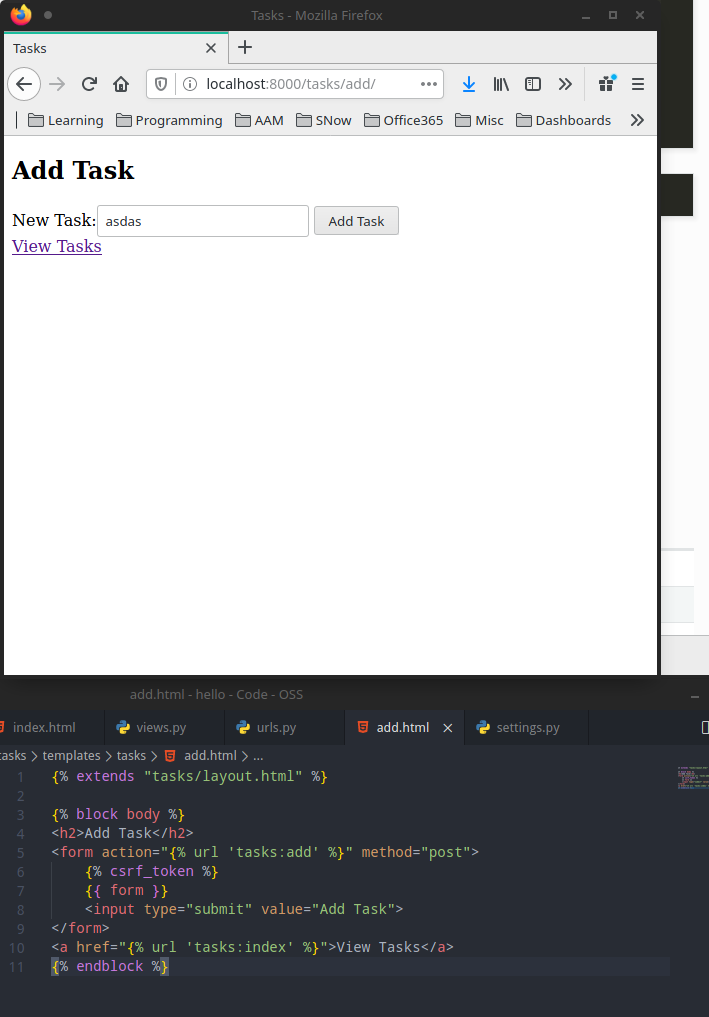 Tasks - Mozilla Firefox
Tasks
localhost:8000/tasks/add/
Learning Programming AAM SNow Office365 Misc Dashboards
Add Task
New Task: asdas Add Task
View Tasks
add.html - hello - Code - OSS
index.html views.py urls.py add.html settings.py
tasks > templates > tasks > add.html > ...
1 {% extends "tasks/layout.html" %}
2
3 {% block body %}
4 <h2>Add Task</h2>
5 <form action="{% url 'tasks:add' %}" method="post">
6 {% csrf_token %}
7 {{ form }}
8 <input type="submit" value="Add Task">
9 </form>
10 <a href="{% url 'tasks:index' %}">View Tasks</a>
11 {% endblock %}